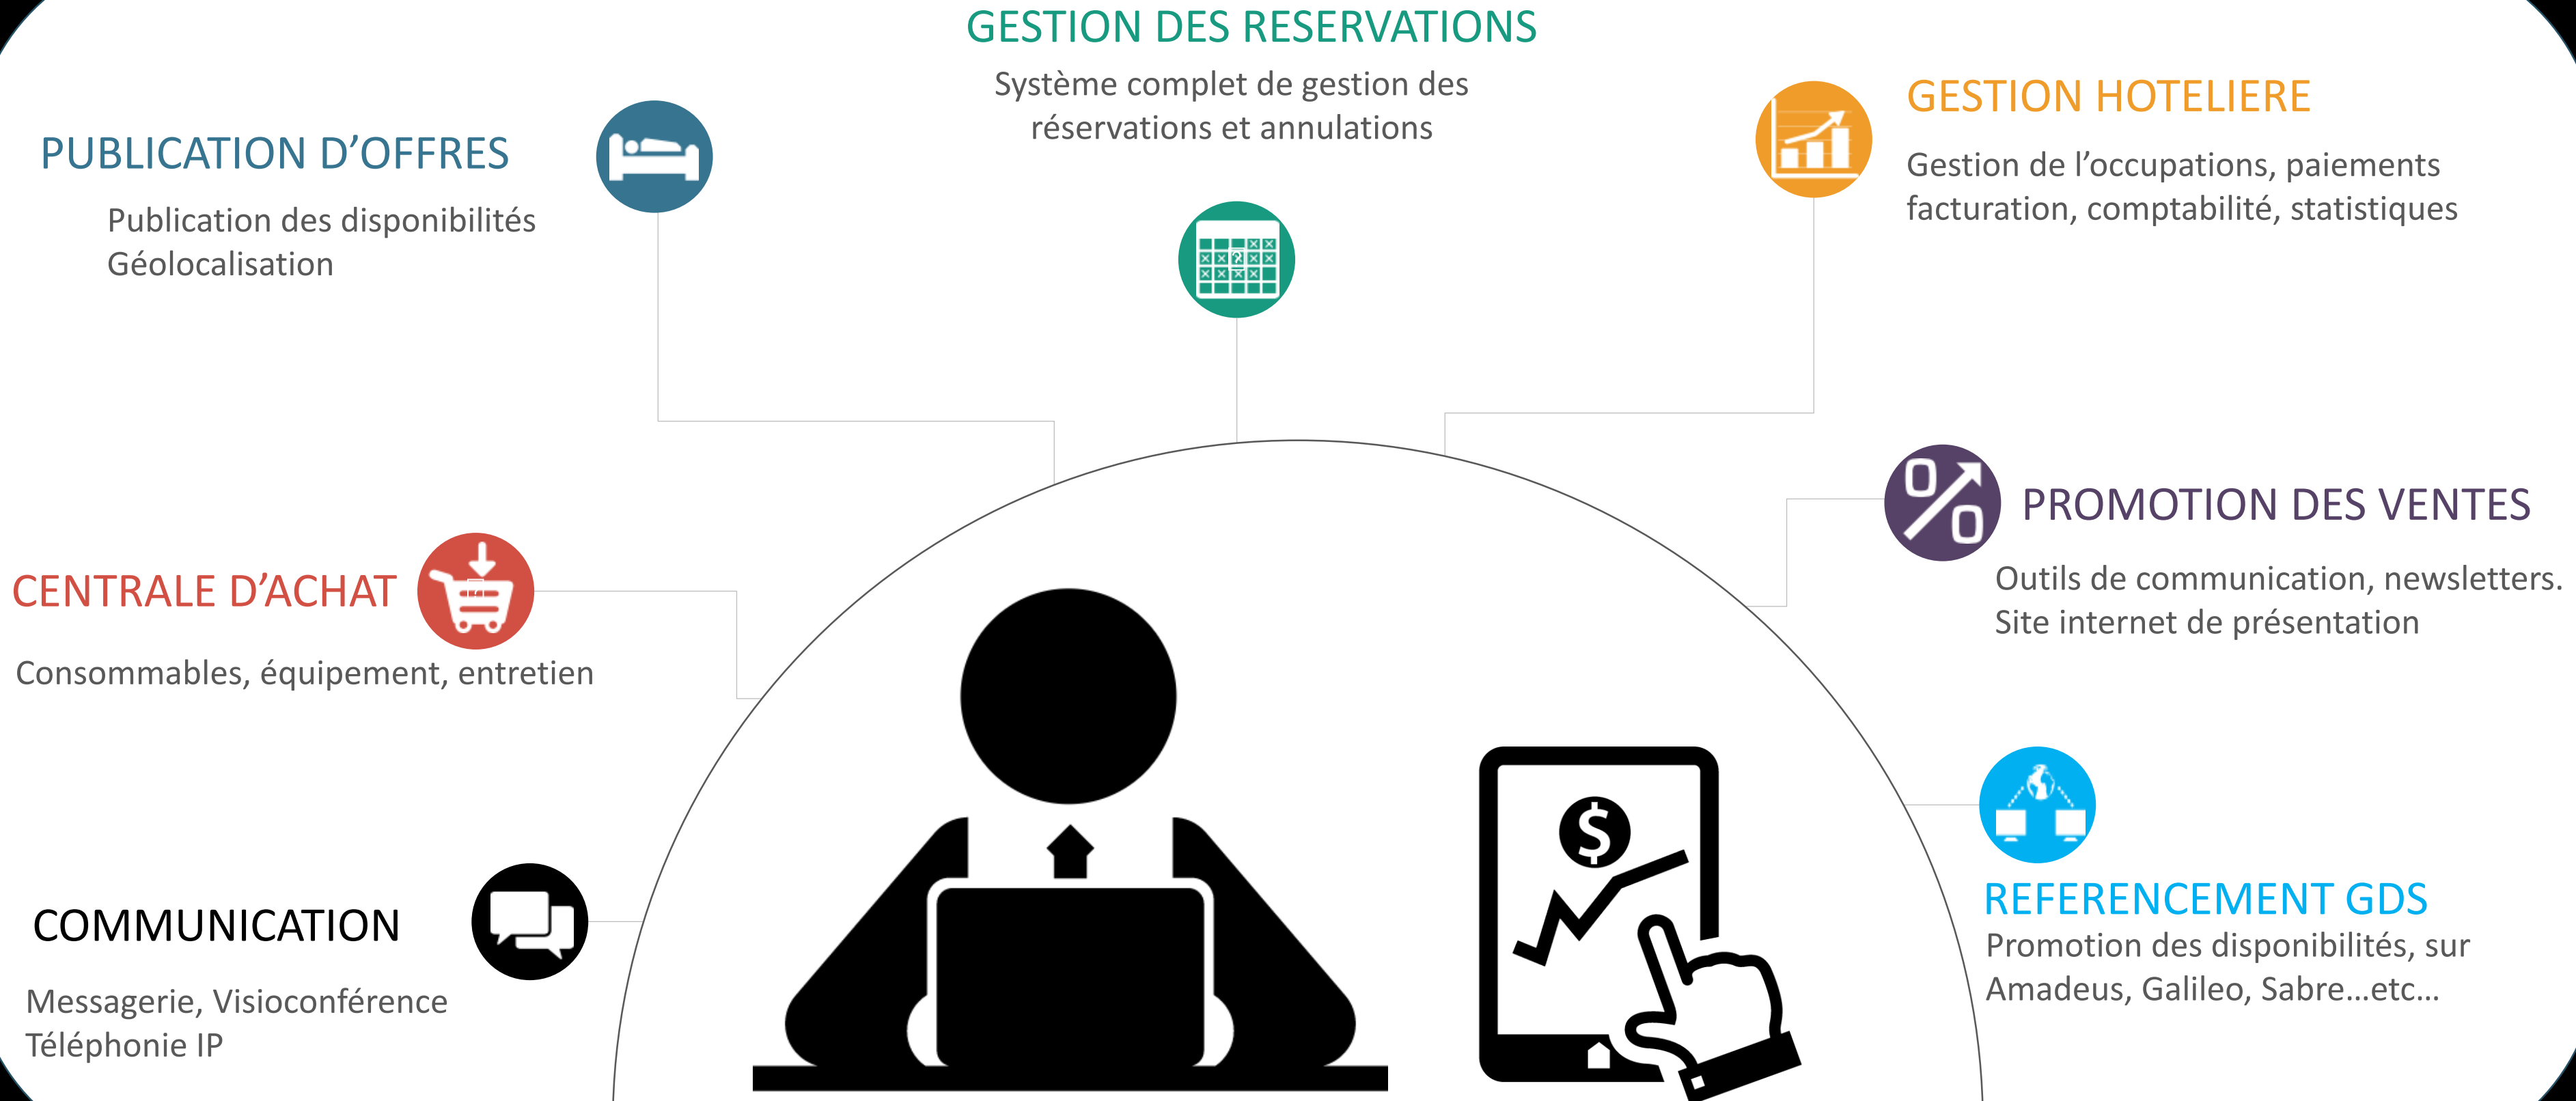 GESTION DES RESERVATIONS
Système complet de gestion des
réservations et annulations
PUBLICATION D’OFFRES
Publication des disponibilités
Géolocalisation
GESTION HOTELIERE
Gestion de l’occupations, paiements
facturation, comptabilité, statistiques
CENTRALE D’ACHAT
Consommables, équipement, entretien
PROMOTION DES VENTES
Outils de communication, newsletters.
Site internet de présentation
COMMUNICATION
Messagerie, Visioconférence
Téléphonie IP
REFERENCEMENT GDS
Promotion des disponibilités, sur
Amadeus, Galileo, Sabre...etc...
$